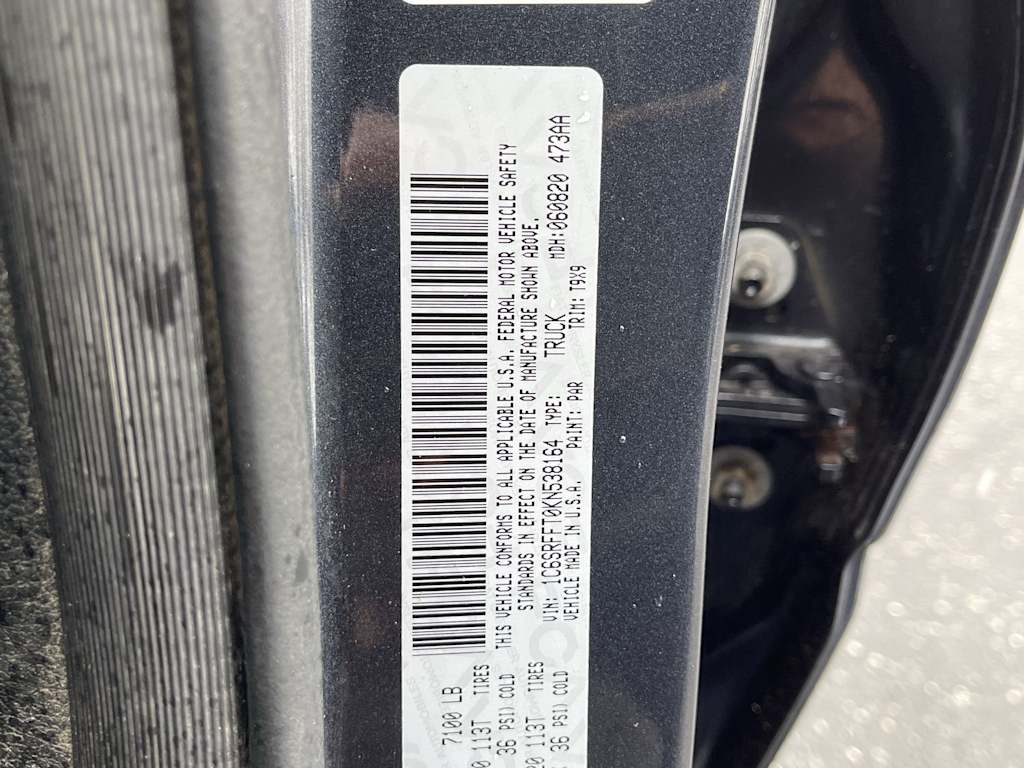 7100 LB
113T TIRES
36 PSI) COLD
THIS VEHICLE CONFORMS TO ALL APPLICABLE U.S.A. FEDERAL MOTOR VEHICLE SAFETY
STANDARDS IN EFFECT ON THE DATE OF MANUFACTURE SHOWN ABOVE.
113T TIRES
36 PSI) COLD
VIN: 1C6SRFFT0KN538164 TYPE: TRUCK MDH:060820 473AA
VEHICLE MADE IN U.S.A. PAINT: PAR TRIM: T9X9